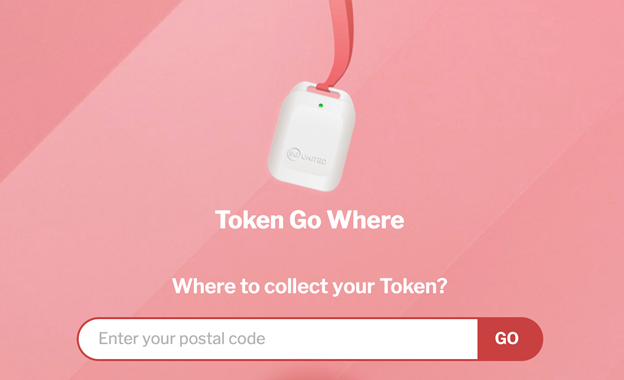 SG UNITED
Token Go Where
Where to collect your Token?
Enter your postal code
GO